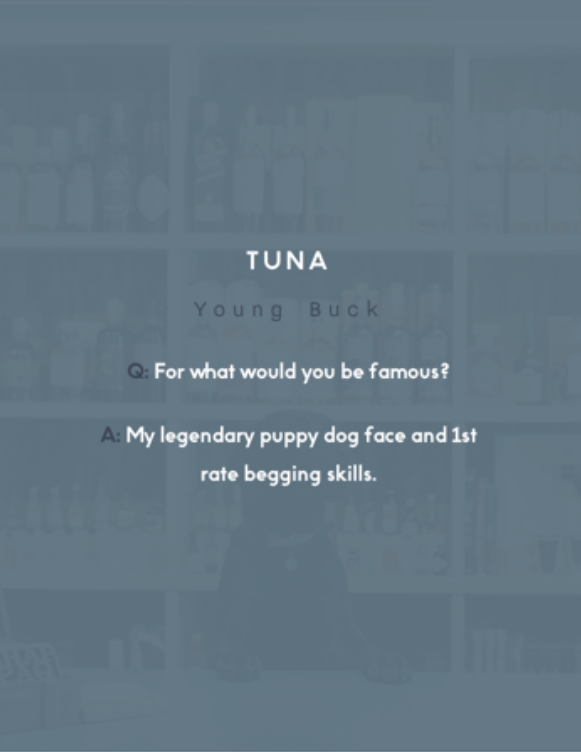 TUNA
Young Buck
Q: For what would you be famous?
A: My legendary puppy dog face and 1st
rate begging skills.